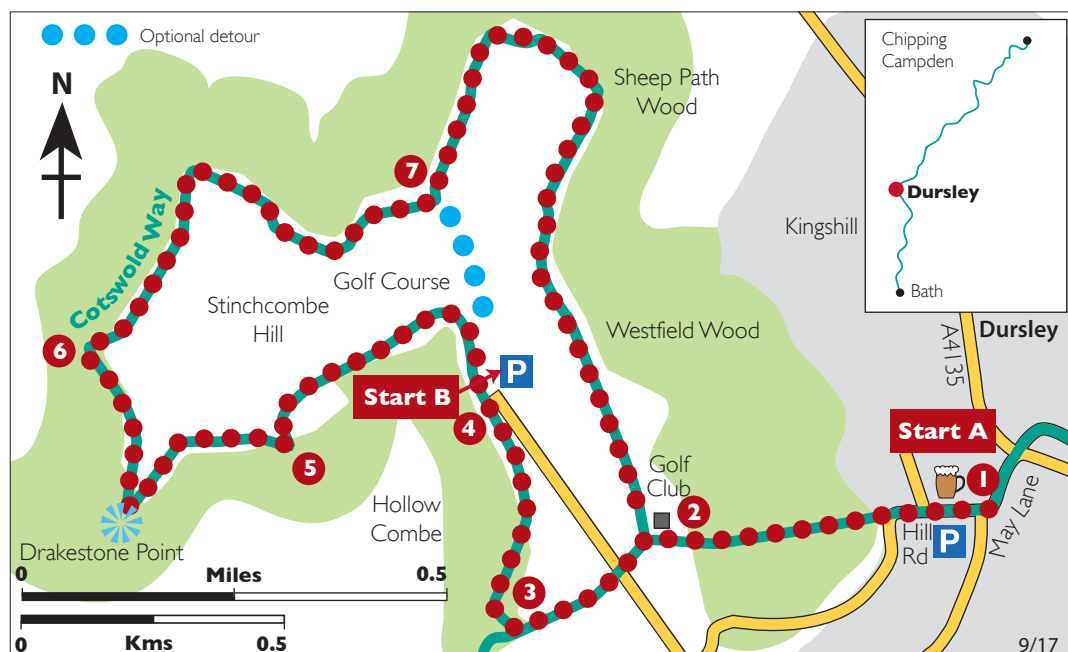 Optional detour
N
Sheep Path
Wood
Chipping
Campden
Dursley
Bath
7
Cotswold Way
Kingshill
Golf Course
Stinchcombe
Hill
Westfield Wood
A4135
Dursley
6
P
Start B
4
Start A
5
Golf
Club
2
1
Hollow
Combe
Hill
Rd
P
May Lane
Drakestone Point
3
0 Miles 0.5
0 Kms 0.5
9/17